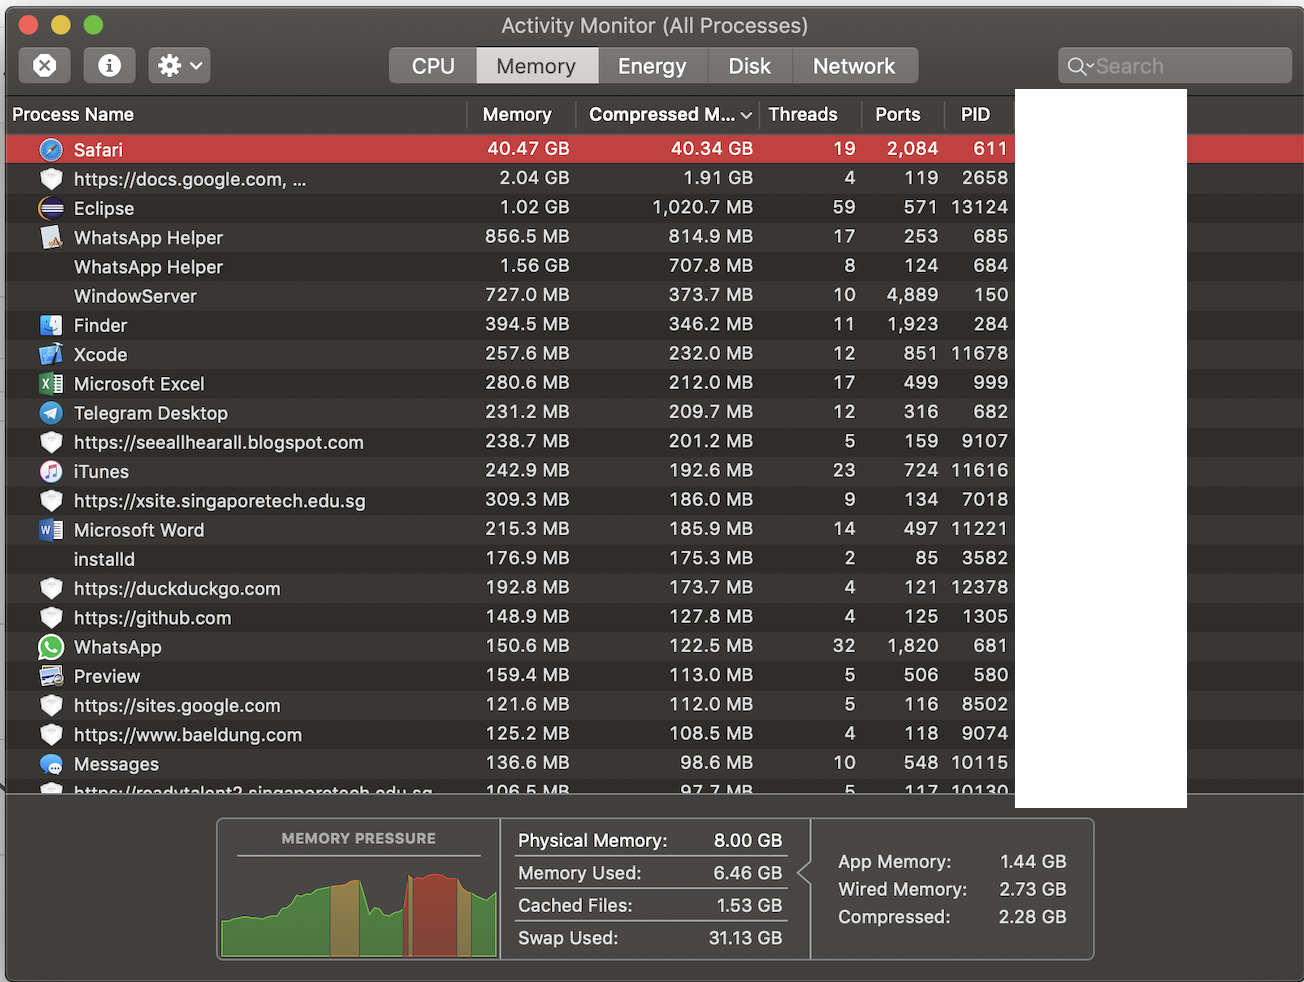 Activity Monitor (All Processes)
CPU Memory Energy Disk Network Search
Process Name Memory Compressed M... Threads Ports PID
Safari 40.47 GB 40.34 GB 19 2,084 611
https://docs.google.com, ... 2.04 GB 1.91 GB 4 119 2658
Eclipse 1.02 GB 1,020.7 MB 59 571 13124
WhatsApp Helper 856.5 MB 814.9 MB 17 253 685
WhatsApp Helper 1.56 GB 707.8 MB 8 124 684
WindowServer 727.0 MB 373.7 MB 10 4,889 150
Finder 394.5 MB 346.2 MB 11 1,923 284
Xcode 257.6 MB 232.0 MB 12 851 11678
Microsoft Excel 280.6 MB 212.0 MB 17 499 999
Telegram Desktop 231.2 MB 209.7 MB 12 316 682
https://seeallhearall.blogspot.com 238.7 MB 201.2 MB 5 159 9107
iTunes 242.9 MB 192.6 MB 23 724 11616
https://xsite.singaporetech.edu.sg 309.3 MB 186.0 MB 9 134 7018
Microsoft Word 215.3 MB 185.9 MB 14 497 11221
installd 176.9 MB 175.3 MB 2 85 3582
https://duckduckgo.com 192.8 MB 173.7 MB 4 121 12378
https://github.com 148.9 MB 127.8 MB 4 125 1305
WhatsApp 150.6 MB 122.5 MB 32 1,820 681
Preview 159.4 MB 113.0 MB 5 506 580
https://sites.google.com 121.6 MB 112.0 MB 5 116 8502
https://www.baeldung.com 125.2 MB 108.5 MB 4 118 9074
Messages 136.6 MB 98.6 MB 10 548 10115
https://readytalent2.singaporetech.edu.sg 106.5 MB 97.7 MB 5 117 10130
MEMORY PRESSURE
Physical Memory: 8.00 GB
Memory Used: 6.46 GB
Cached Files: 1.53 GB
Swap Used: 31.13 GB
App Memory: 1.44 GB
Wired Memory: 2.73 GB
Compressed: 2.28 GB